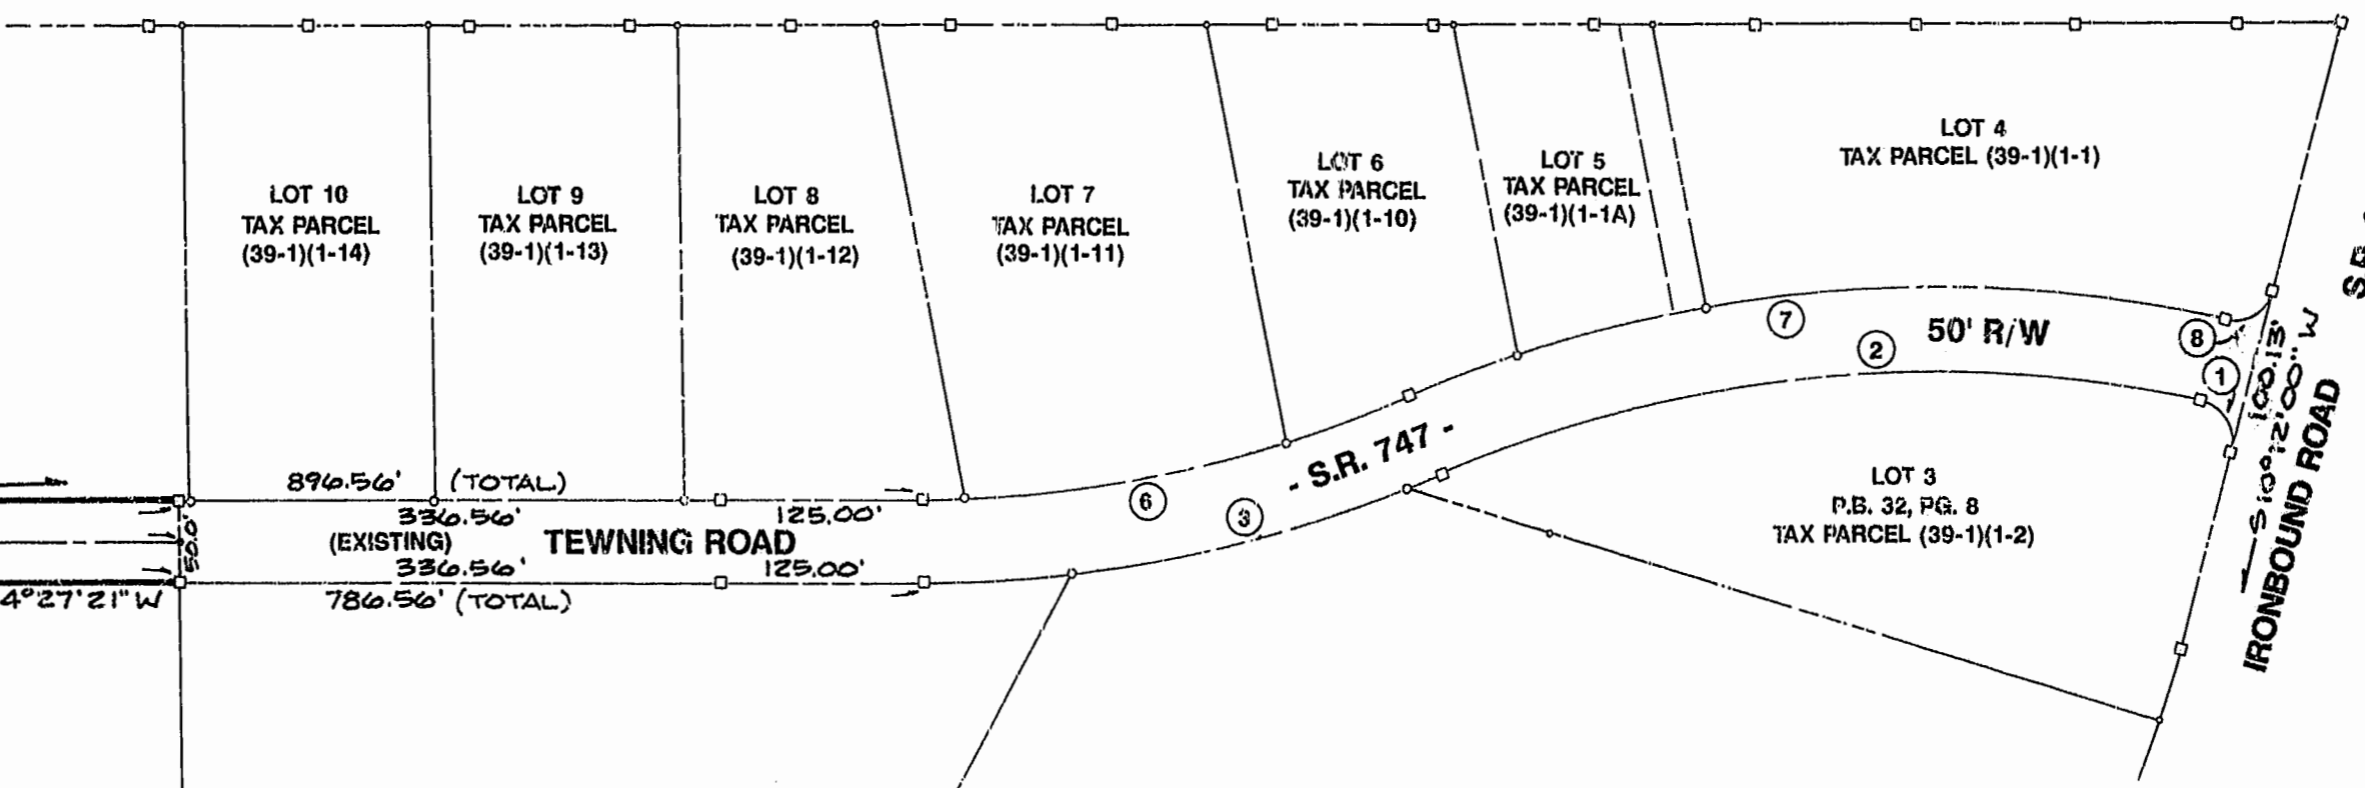 LOT 10
TAX PARCEL
(39-1)(1-14)
LOT 9
TAX PARCEL
(39-1)(1-13)
LOT 8
TAX PARCEL
(39-1)(1-12)
LOT 7
TAX PARCEL
(39-1)(1-11)
LOT 6
TAX PARCEL
(39-1)(1-10)
LOT 5
TAX PARCEL
(39-1)(1-1A)
LOT 4
TAX PARCEL (39-1)(1-1)
7
2
50' R/W
8
1
S 10° 12' 00" W
100.13'
IRONBOUND ROAD
- S.R. 747 -
6
3
LOT 3
P.B. 32, PG. 8
TAX PARCEL (39-1)(1-2)
896.56' (TOTAL)
336.56'
125.00'
50.0'
(EXISTING)
TEWNING ROAD
336.56'
125.00'
4°27'21" W
786.56' (TOTAL)